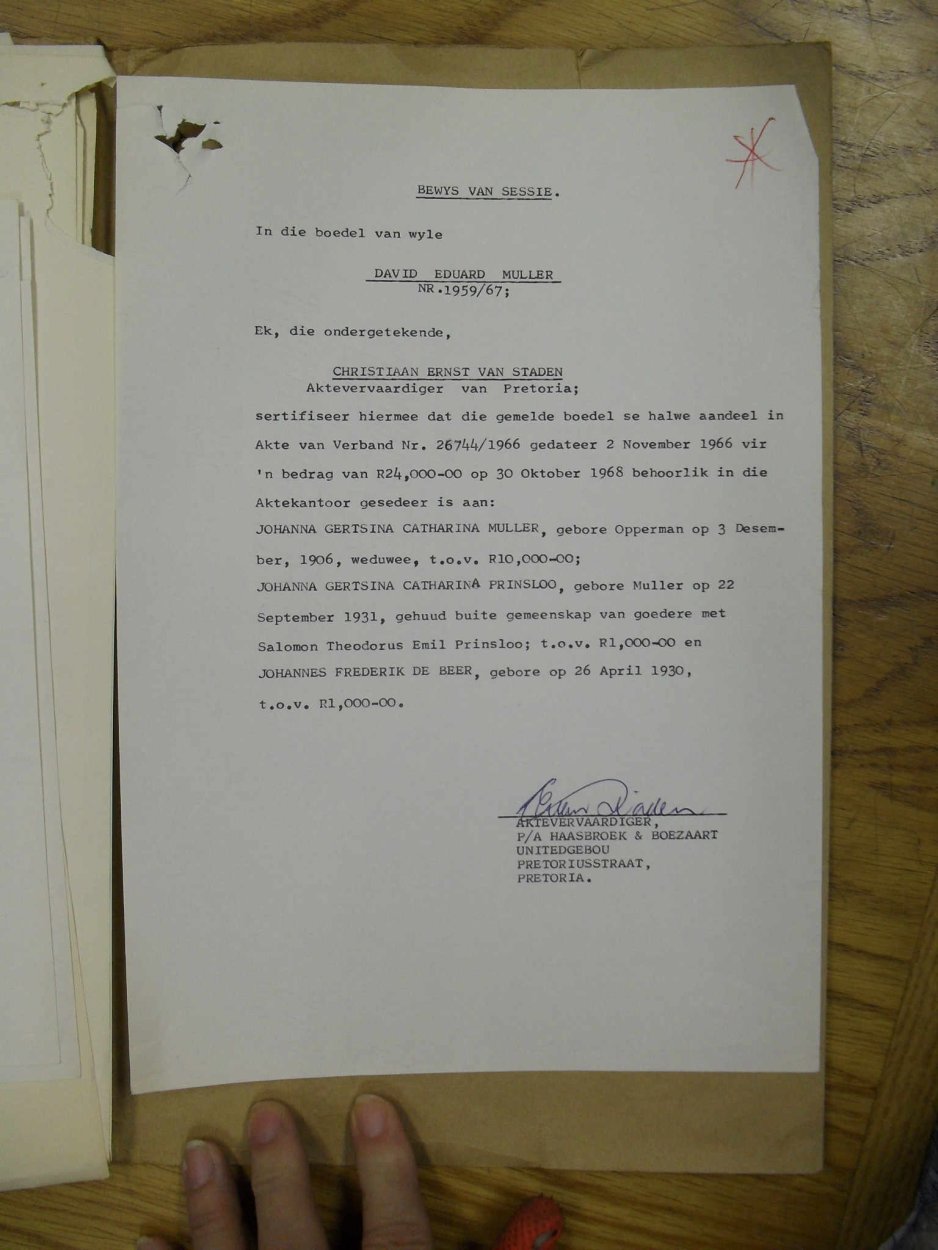 BEWYS VAN SESSIE.
In die boedel van wyle
DAVID EDUARD MULLER
NR.1959/67;
Ek, die ondergetekende,
CHRISTIAAN ERNST VAN STADEN
Aktevervaardiger van Pretoria;
sertifiseer hiermee dat die gemelde boedel se halwe aandeel in
Akte van Verband Nr. 26744/1966 gedateer 2 November 1966 vir
'n bedrag van R24,000-00 op 30 Oktober 1968 behoorlik in die
Aktekantoor gesedeer is aan:
JOHANNA GERTSINA CATHARINA MULLER, gebore Opperman op 3 Desem-
ber, 1906, weduwee, t.o.v. R10,000-00;
JOHANNA GERTSINA CATHARINA PRINSLOO, gebore Muller op 22
September 1931, gehuud buite gemeenskap van goedere met
Salomon Theodorus Emil Prinsloo; t.o.v. R1,000-00 en
JOHANNES FREDERIK DE BEER, gebore op 26 April 1930,
t.o.v. R1,000-00.
AKTEVERVAARDIGER,
P/A HAASBROEK & BOEZAART
UNITEDGEBOU
PRETORIUSSTRAAT,
PRETORIA.